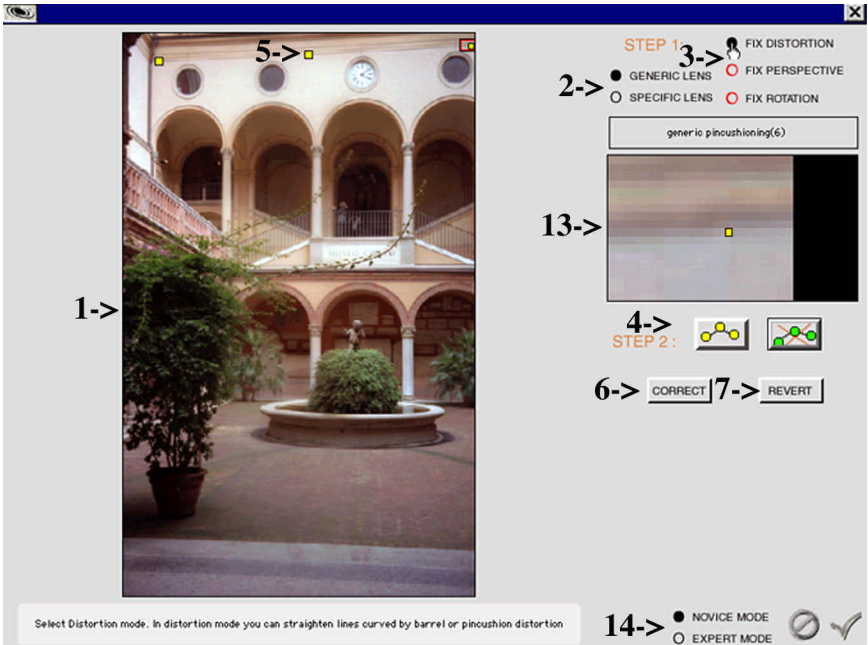 5->
STEP 1:
3->
FIX DISTORTION
2->
GENERIC LENS
FIX PERSPECTIVE
SPECIFIC LENS
FIX ROTATION
generic pincushioning(6)
13->
1->
4->
STEP 2 :
6->
CORRECT
7->
REVERT
Select Distortion mode. In distortion mode you can straighten lines curved by barrel or pincushion distortion
14->
NOVICE MODE
EXPERT MODE